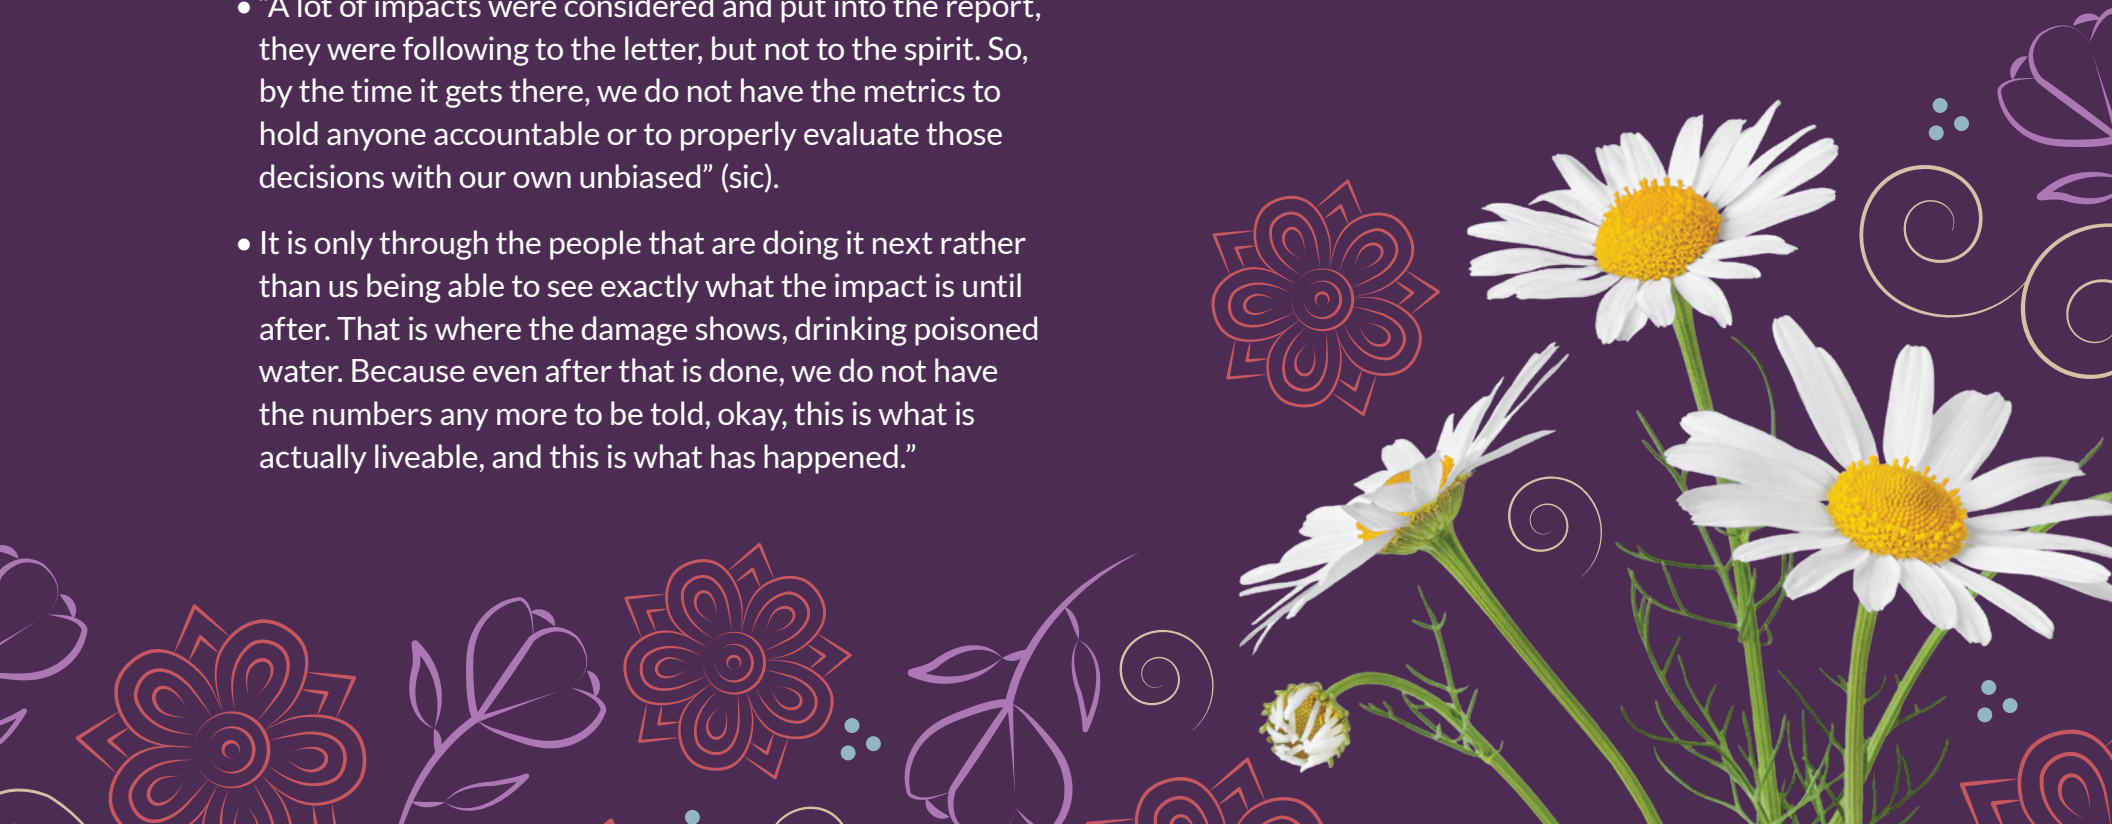 • “A lot of impacts were considered and put into the report,
they were following to the letter, but not to the spirit. So,
by the time it gets there, we do not have the metrics to
hold anyone accountable or to properly evaluate those
decisions with our own unbiased” (sic).
• It is only through the people that are doing it next rather
than us being able to see exactly what the impact is until
after. That is where the damage shows, drinking poisoned
water. Because even after that is done, we do not have
the numbers any more to be told, okay, this is what is
actually liveable, and this is what has happened.”